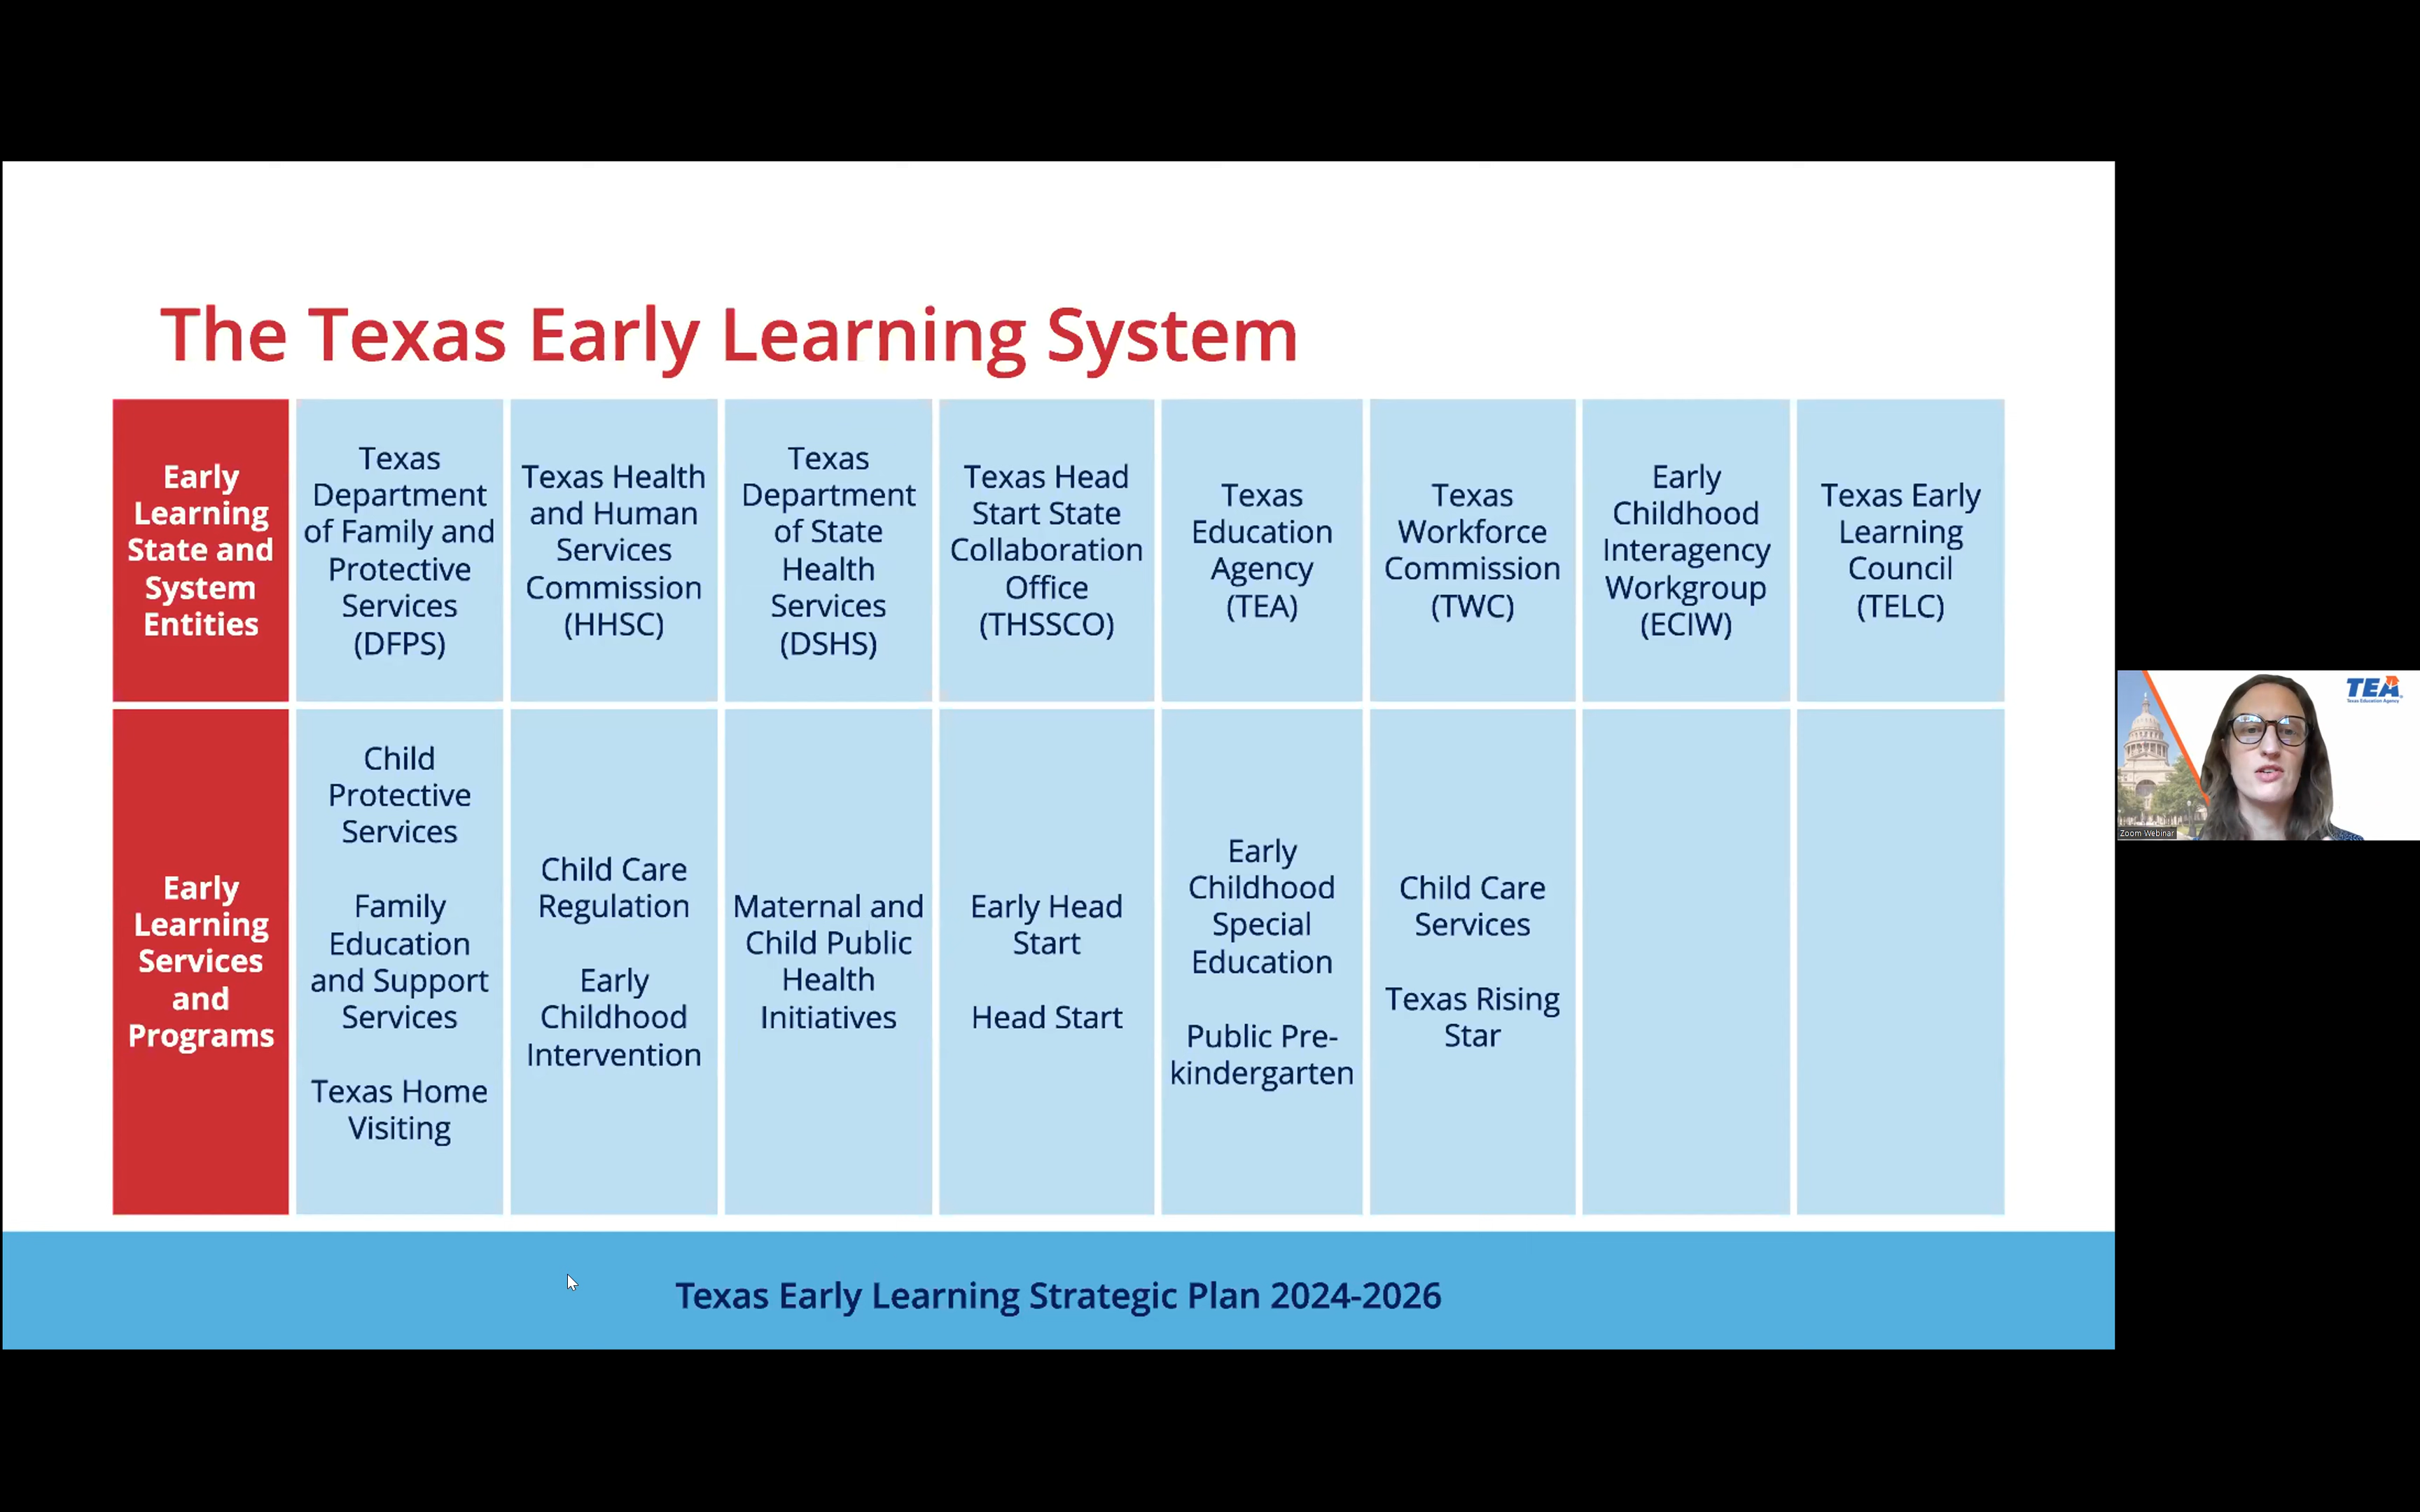 The Texas Early Learning System
Early
Learning
State and
System
Entities
Texas
Department
of Family and
Protective
Services
(DFPS)
Texas Health
and Human
Services
Commission
(HHSC)
Texas
Department
of State
Health
Services
(DSHS)
Texas Head
Start State
Collaboration
Office
(THSSCO)
Texas
Education
Agency
(TEA)
Texas
Workforce
Commission
(TWC)
Early
Childhood
Interagency
Workgroup
(ECIW)
Texas Early
Learning
Council
(TELC)
Early
Learning
Services
and
Programs
Child
Protective
Services
Family
Education
and Support
Services
Texas Home
Visiting
Child Care
Regulation
Early
Childhood
Intervention
Maternal and
Child Public
Health
Initiatives
Early Head
Start
Head Start
Early
Childhood
Special
Education
Public Pre-
kindergarten
Child Care
Services
Texas Rising
Star
Texas Early Learning Strategic Plan 2024-2026
TEA
Texas Education Agency
Zoom Webinar